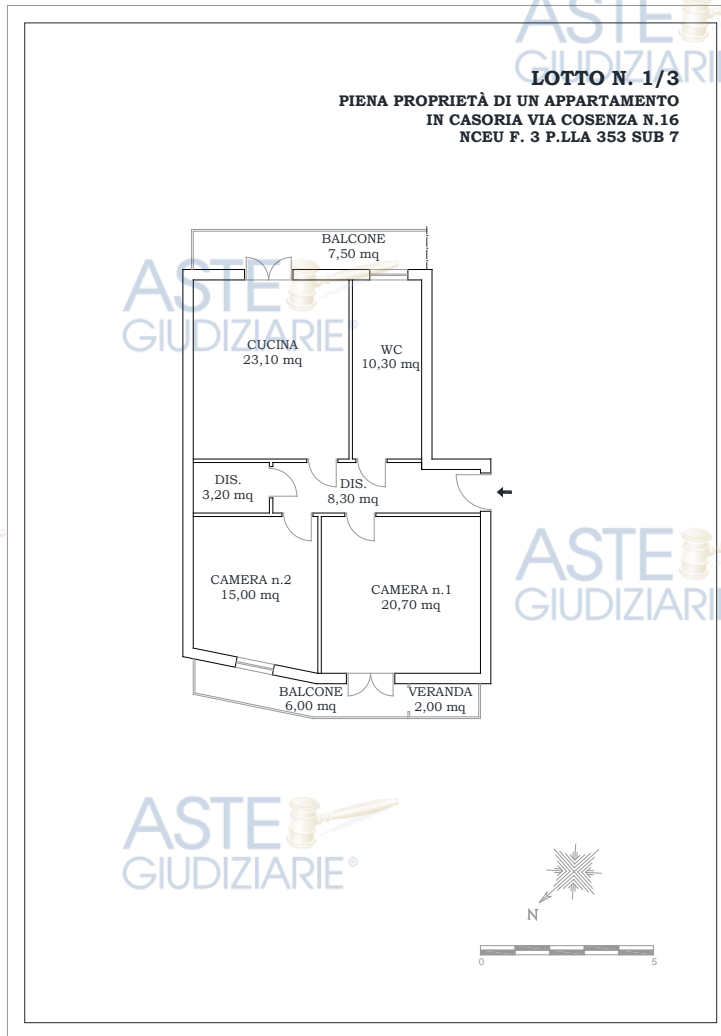 ASTE
GIUDIZIARIE
LOTTO N. 1/3
PIENA PROPRIETÀ DI UN APPARTAMENTO
IN CASORIA VIA COSENZA N.16
NCEU F. 3 P.LLA 353 SUB 7
BALCONE
7,50 mq
ASTE
GIUDIZIARIE®
CUCINA
23,10 mq
WC
10,30 mq
DIS.
3,20 mq
DIS.
8,30 mq
CAMERA n.2
15,00 mq
CAMERA n.1
20,70 mq
ASTE
GIUDIZIARIE
BALCONE
6,00 mq
VERANDA
2,00 mq
ASTE
GIUDIZIARIE®
N
0 5